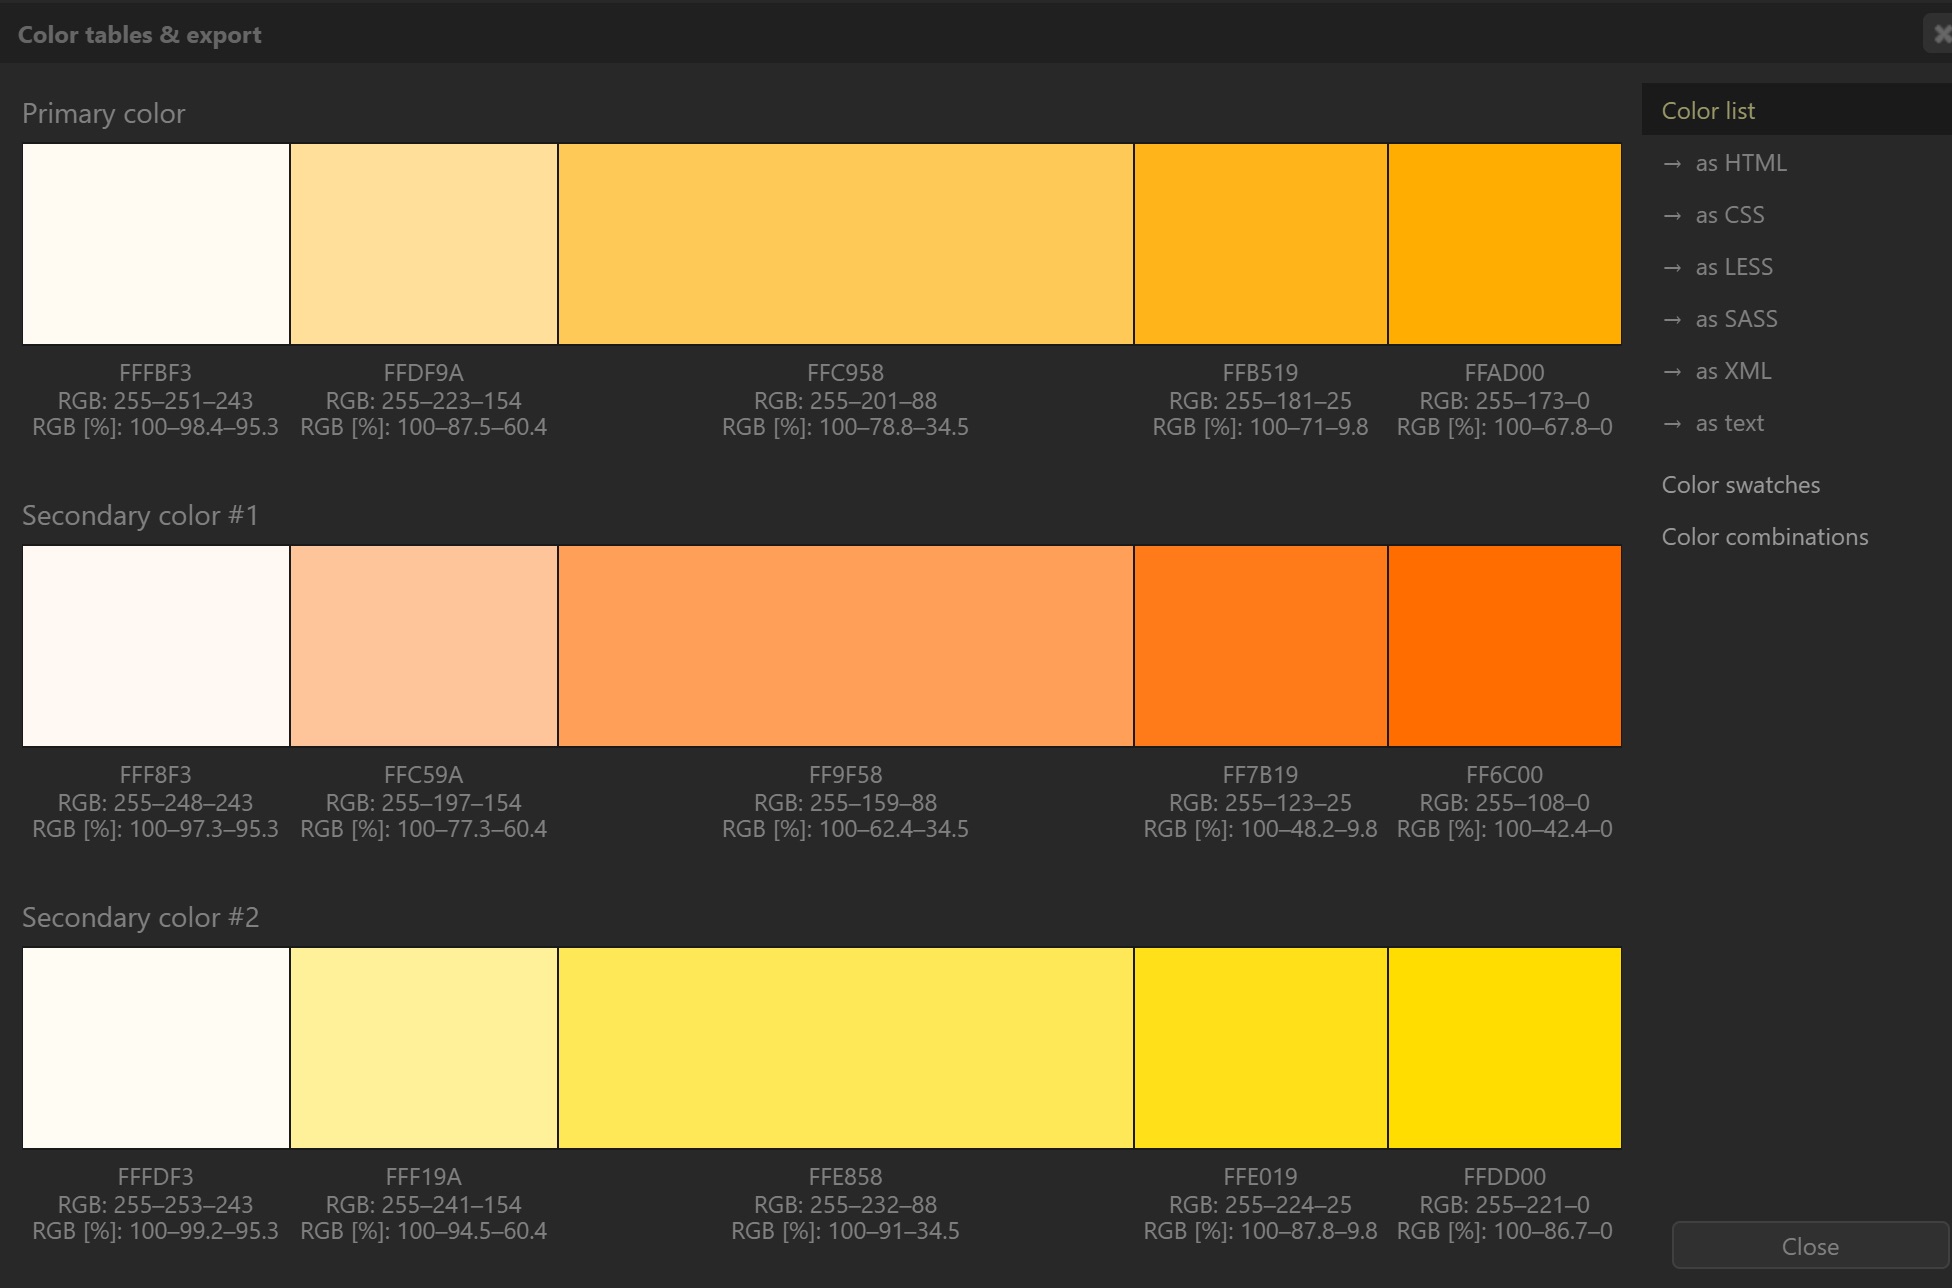 Color tables & export
Primary color
FFFBF3
RGB: 255–251–243
RGB [%]: 100–98.4–95.3
FFDF9A
RGB: 255–223–154
RGB [%]: 100–87.5–60.4
FFC958
RGB: 255–201–88
RGB [%]: 100–78.8–34.5
FFB519
RGB: 255–181–25
RGB [%]: 100–71–9.8
FFAD00
RGB: 255–173–0
RGB [%]: 100–67.8–0
Secondary color #1
FFF8F3
RGB: 255–248–243
RGB [%]: 100–97.3–95.3
FFC59A
RGB: 255–197–154
RGB [%]: 100–77.3–60.4
FF9F58
RGB: 255–159–88
RGB [%]: 100–62.4–34.5
FF7B19
RGB: 255–123–25
RGB [%]: 100–48.2–9.8
FF6C00
RGB: 255–108–0
RGB [%]: 100–42.4–0
Secondary color #2
FFFDF3
RGB: 255–253–243
RGB [%]: 100–99.2–95.3
FFF19A
RGB: 255–241–154
RGB [%]: 100–94.5–60.4
FFE858
RGB: 255–232–88
RGB [%]: 100–91–34.5
FFE019
RGB: 255–224–25
RGB [%]: 100–87.8–9.8
FFDD00
RGB: 255–221–0
RGB [%]: 100–86.7–0
Color list
→ as HTML
→ as CSS
→ as LESS
→ as SASS
→ as XML
→ as text
Color swatches
Color combinations
Close